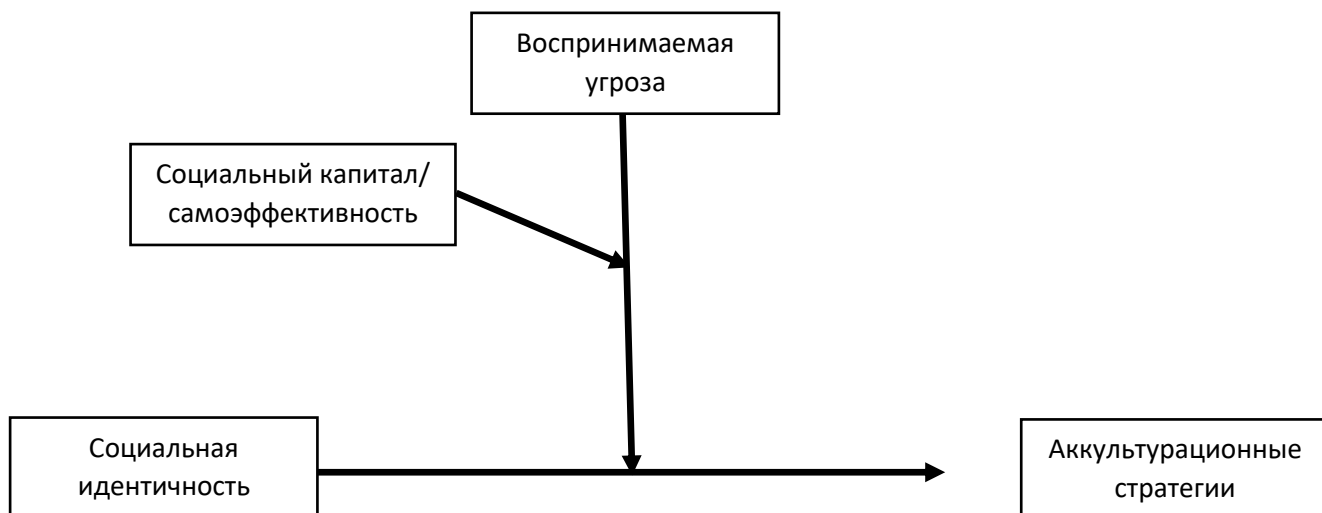 Воспринимаемая
угроза
Социальный капитал/
самоэффективность
Социальная
идентичность
Аккультурационные
стратегии